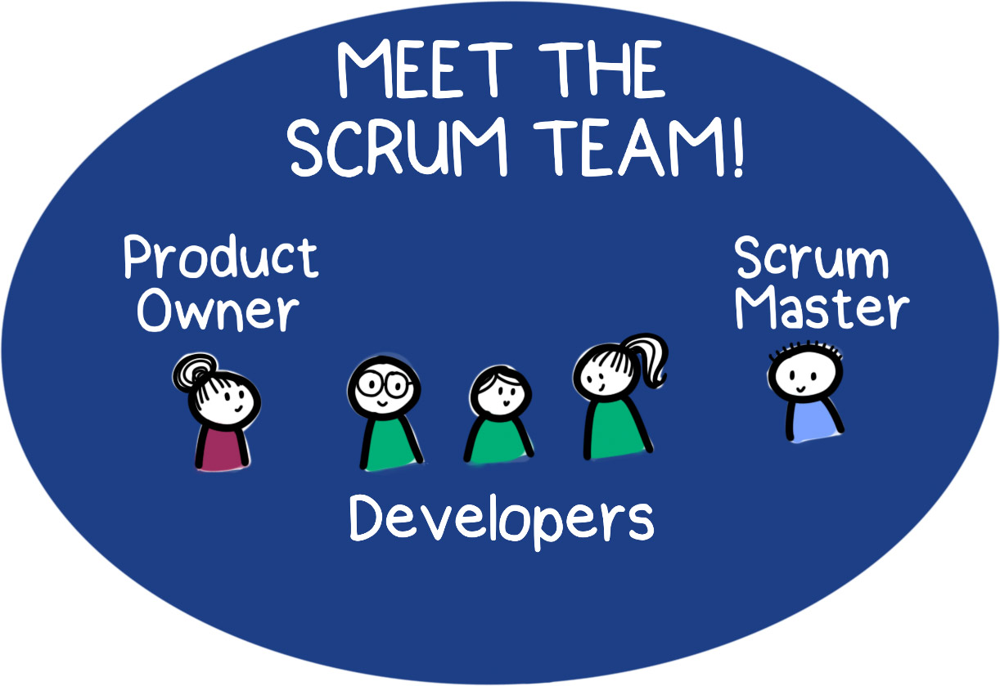 MEET THE
SCRUM TEAM!
Product
Owner
Scrum
Master
Developers